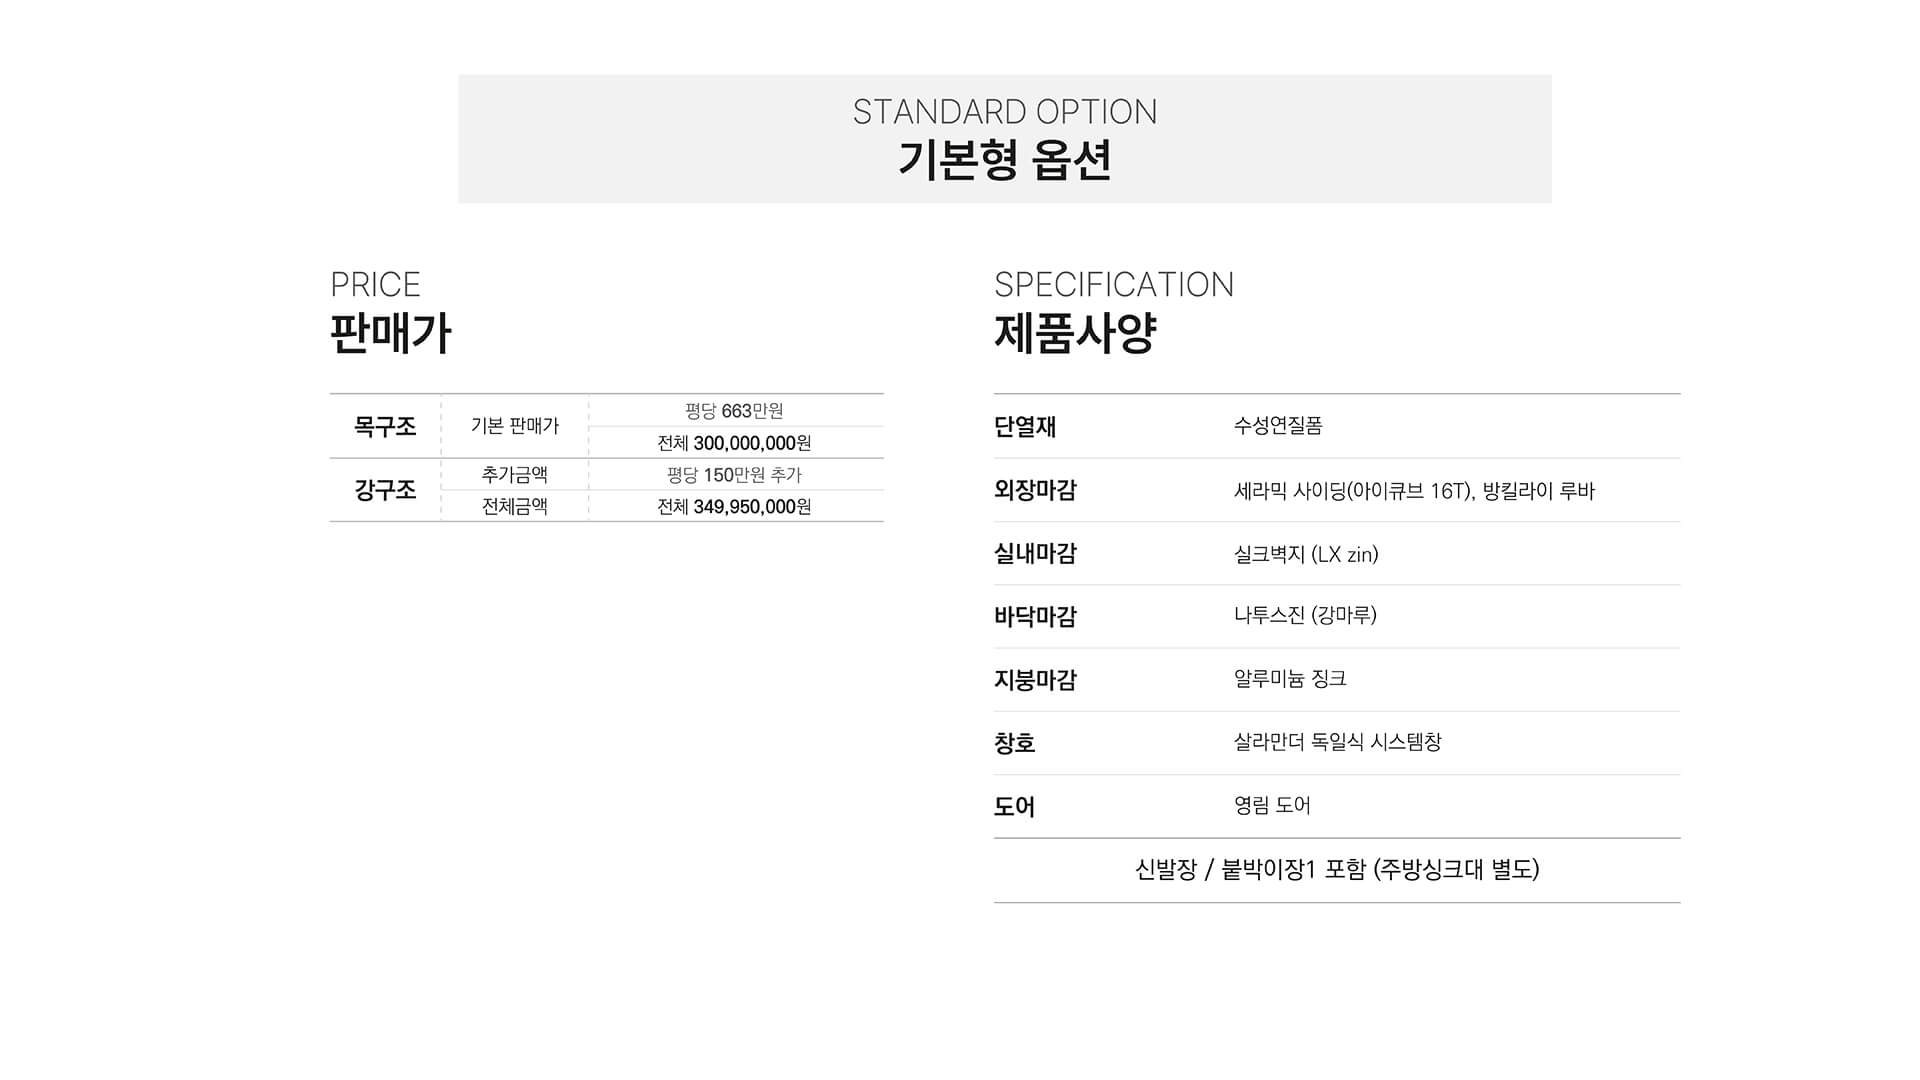 STANDARD OPTION
기본형 옵션
PRICE
판매가
목구조 기본 판매가 평당 663만원
전체 300,000,000원
강구조 추가금액 평당 150만원 추가
전체금액 전체 349,950,000원
SPECIFICATION
제품사양
단열재 수성연질폼
외장마감 세라믹 사이딩(아이큐브 16T), 방킬라이 루바
실내마감 실크벽지 (LX zin)
바닥마감 나투스진 (강마루)
지붕마감 알루미늄 징크
창호 살라만더 독일식 시스템창
도어 영림 도어
신발장 / 붙박이장1 포함 (주방싱크대 별도)